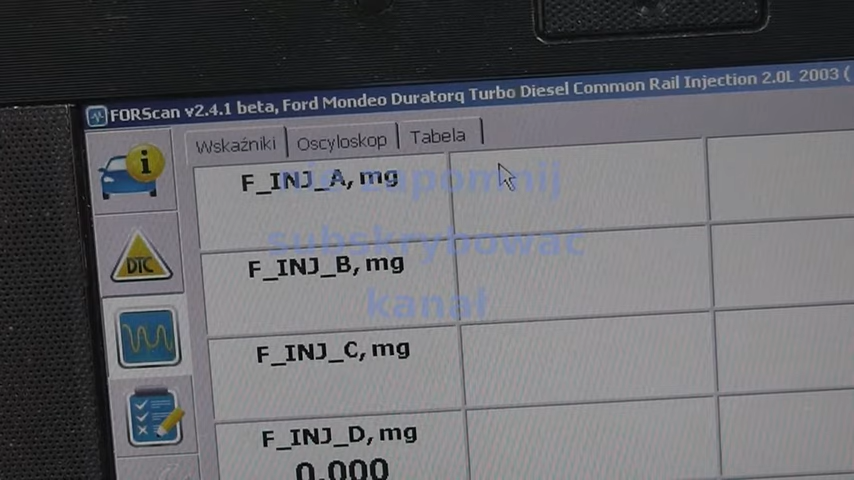 FORScan v2.4.1 beta, Ford Mondeo Duratorq Turbo Diesel Common Rail Injection 2.0L 2003 (
Wskaźniki Oscyloskop Tabela
F_INJ_A, mg
nie zapomnij
subskrybować
kanał
F_INJ_B, mg
F_INJ_C, mg
F_INJ_D, mg
0.000
i
DTC